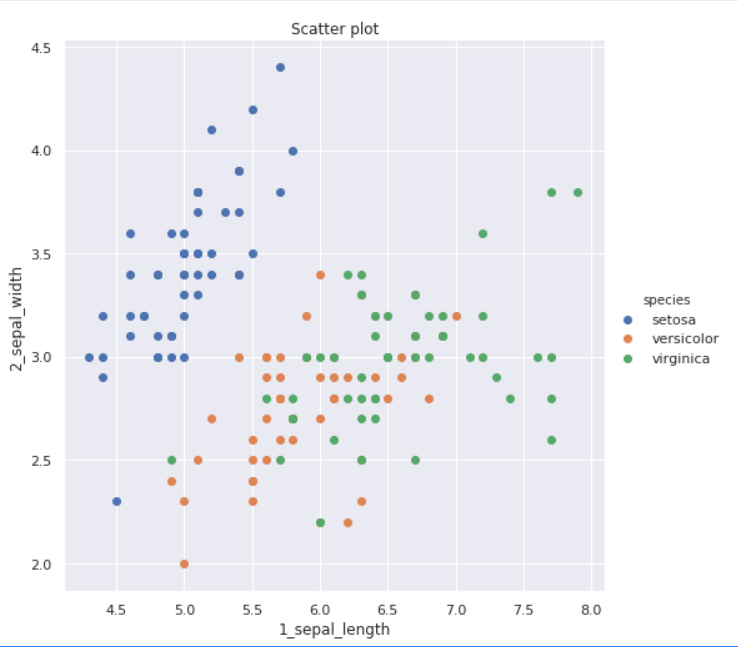 Scatter plot
4.5
4.0
3.5
3.0
2.5
2.0
2_sepal_width
4.5 5.0 5.5 6.0 6.5 7.0 7.5 8.0
1_sepal_length
species
setosa
versicolor
virginica